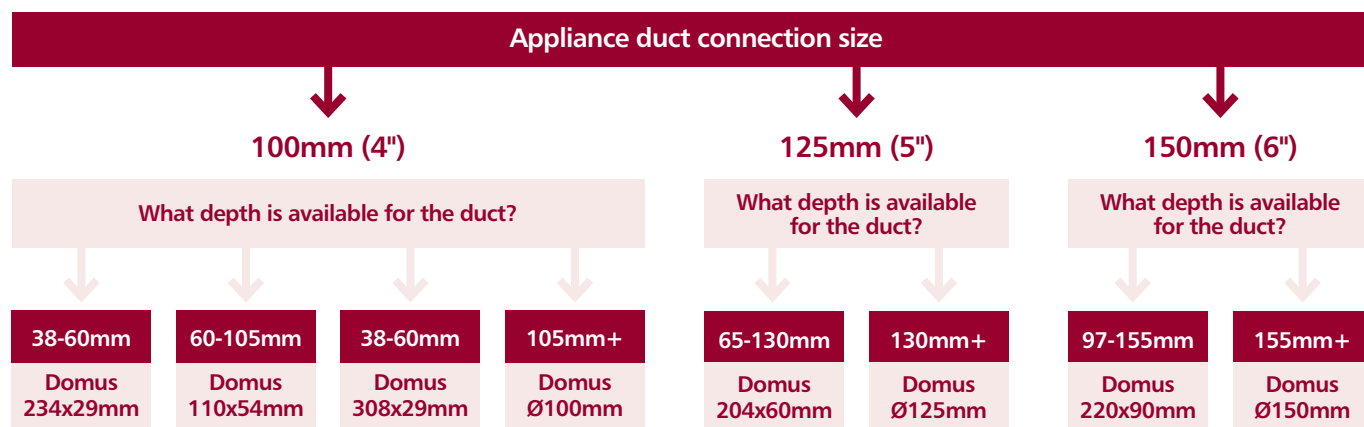 Appliance duct connection size
100mm (4")
125mm (5")
150mm (6")
What depth is available for the duct?
What depth is available
for the duct?
What depth is available
for the duct?
38-60mm
60-105mm
38-60mm
105mm+
65-130mm
130mm+
97-155mm
155mm+
Domus
234x29mm
Domus
110x54mm
Domus
308x29mm
Domus
Ø100mm
Domus
204x60mm
Domus
Ø125mm
Domus
220x90mm
Domus
Ø150mm